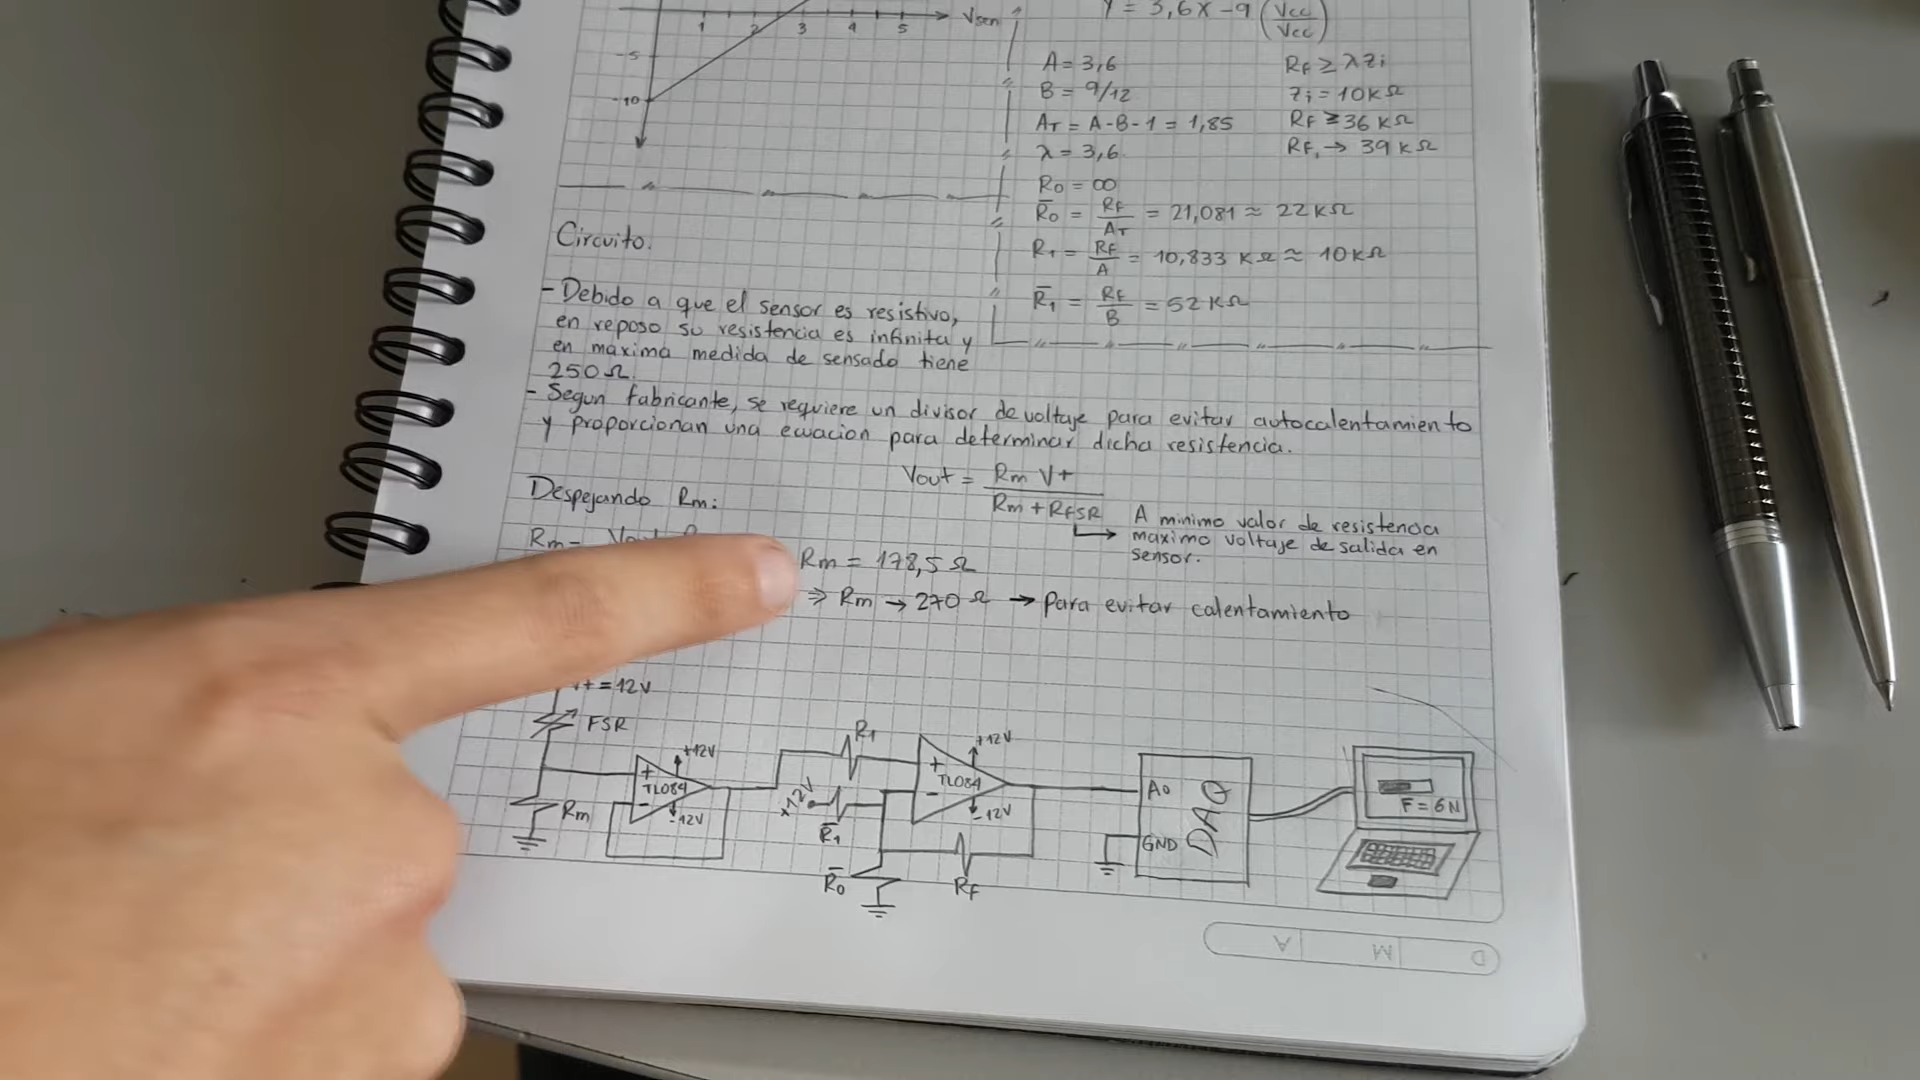 1 2 3 4 5 Vsen
-5
-10
Y = 3,6X - 9 (Vcc/Vcc)
A = 3,6
B = 9/12
AT = A-B-1 = 1,85
λ = 3,6
Rf ≥ λZi
Zi = 10KΩ
Rf ≥ 36 KΩ
Rf, → 39 KΩ
R0 = ∞
R̅0 = Rf/AT = 21,081 ≈ 22KΩ
R1 = Rf/A = 10,833 KΩ ≈ 10KΩ
R̅1 = Rf/B = 52 KΩ
Circuito.
- Debido a que el sensor es resistivo,
en reposo su resistencia es infinita y
en maxima medida de sensado tiene
250Ω.
- Segun fabricante, se requiere un divisor de voltaje para evitar autocalentamiento
y proporcionan una ecuacion para determinar dicha resistencia.
Vout = Rm V+ / Rm + RFSR
A minimo valor de resistencia
maximo voltaje de salida en
sensor.
Despejando Rm:
Rm = Vout
Rm = 178,5 Ω
⇒ Rm → 270 Ω → para evitar calentamiento
V+ = 12V
FSR
Rm
+
TL084
-
+12V
-12V
R1
+12V
R̅1
R̅0
+
TL084
-
+12V
-12V
Rf
A0
GND
DAQ
F = 6N
D M A